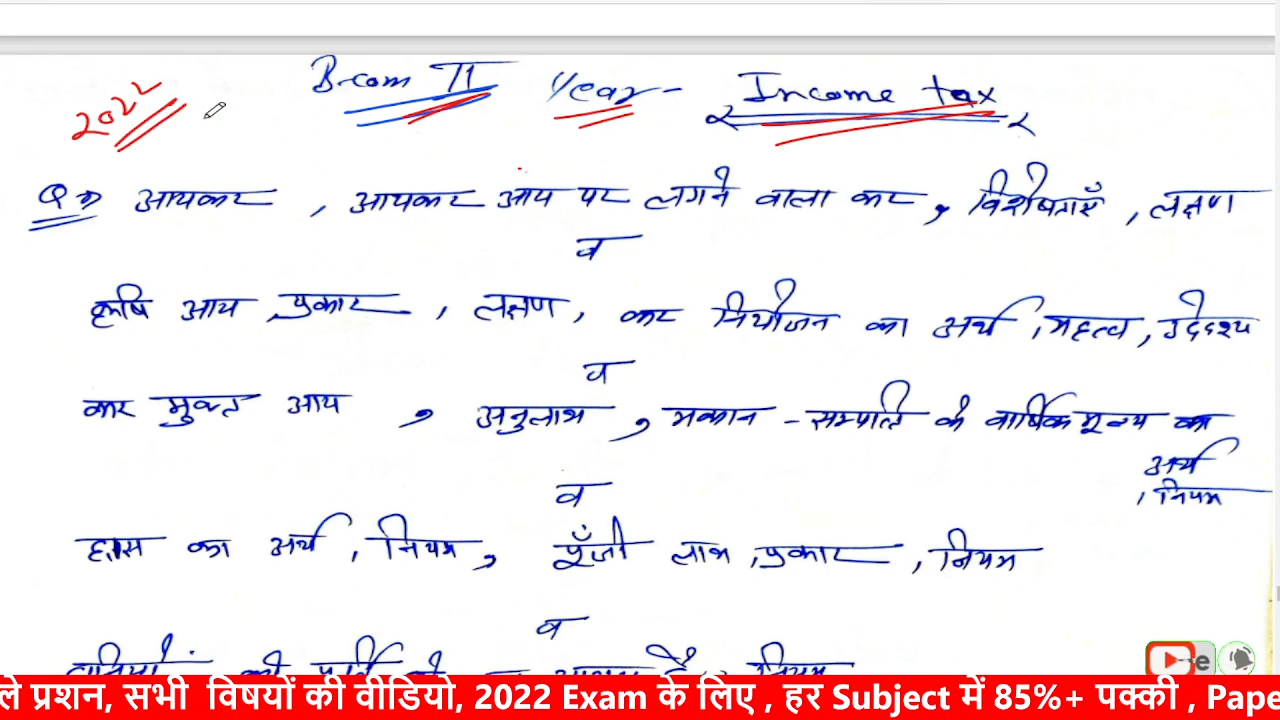 2022 B.com II Year - Income tax
Q⇒ आयकर, आयकर आय पर लगने वाला कर, विशेषताएँ, लक्षण
व
कृषि आय प्रकार, लक्षण, कर नियोजन का अर्थ, महत्व, उद्देश्य
व
कर मुक्त आय, अनुलाभ, मकान - सम्पत्ति के वार्षिक मूल्य का
अर्थ
, नियम
व
ह्रास का अर्थ, नियम, पूँजी लाभ, प्रकार, नियम
व
हानियों की पूर्ति नियम
ले प्रशन, सभी विषयों की वीडियो, 2022 Exam के लिए , हर Subject में 85%+ पक्की , Pape